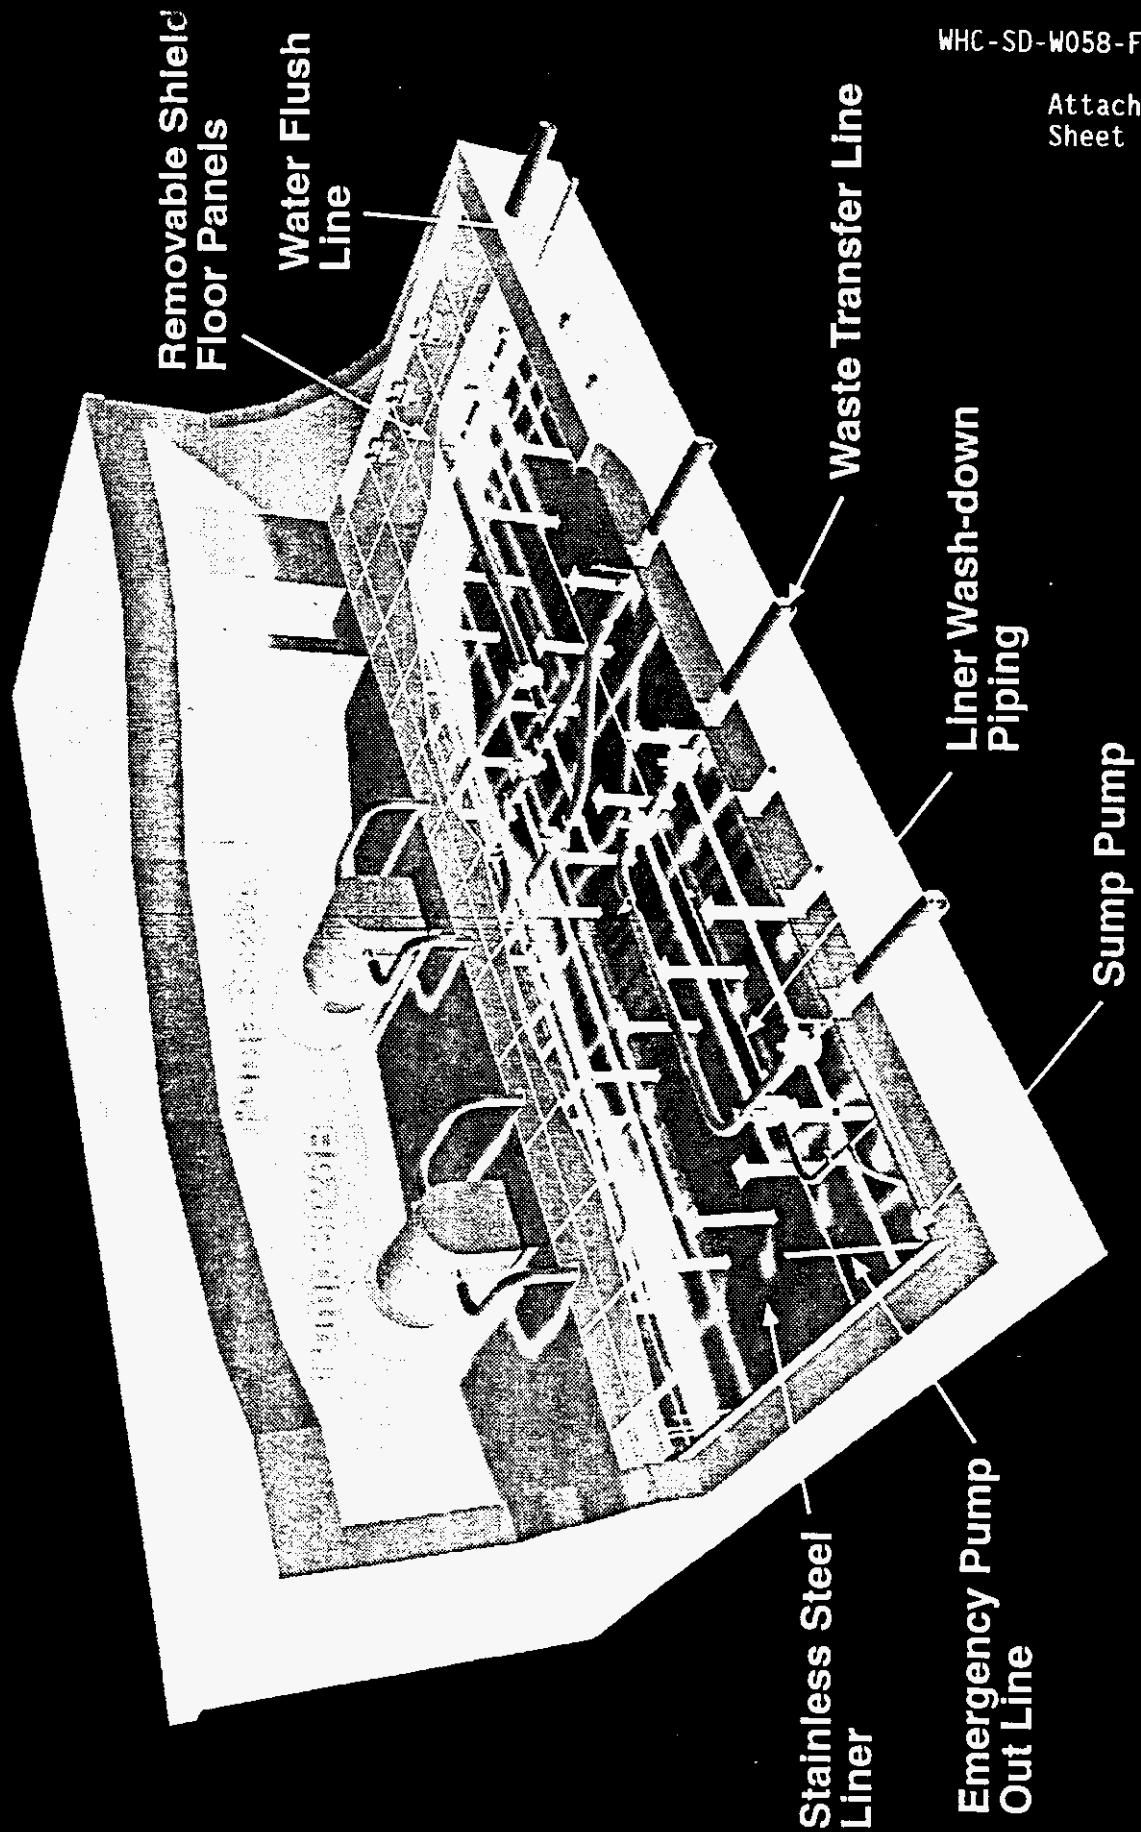 WHC-SD-W058-F
Attach
Sheet
Removable Shield
Floor Panels
Water Flush
Line
Waste Transfer Line
Liner Wash-down
Piping
Sump Pump
Stainless Steel
Liner
Emergency Pump
Out Line